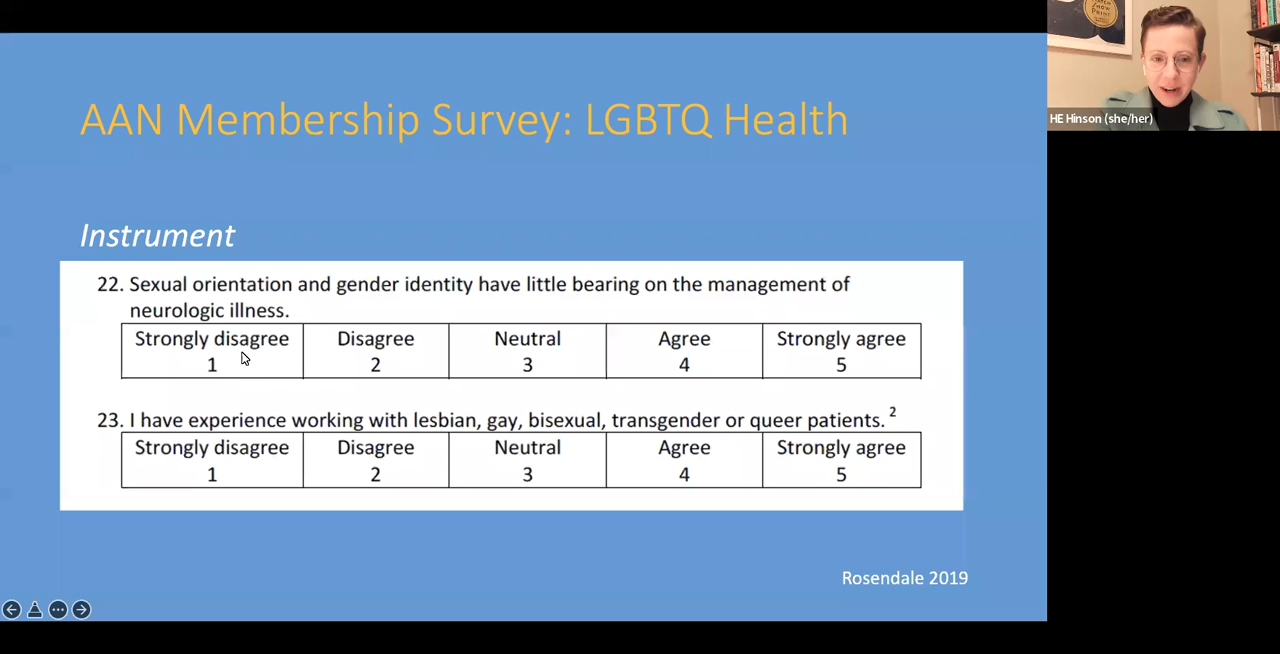 AAN Membership Survey: LGBTQ Health
HE Hinson (she/her)
Instrument
22. Sexual orientation and gender identity have little bearing on the management of
neurologic illness.
Strongly disagree Disagree Neutral Agree Strongly agree
1 2 3 4 5
23. I have experience working with lesbian, gay, bisexual, transgender or queer patients.²
Strongly disagree Disagree Neutral Agree Strongly agree
1 2 3 4 5
Rosendale 2019